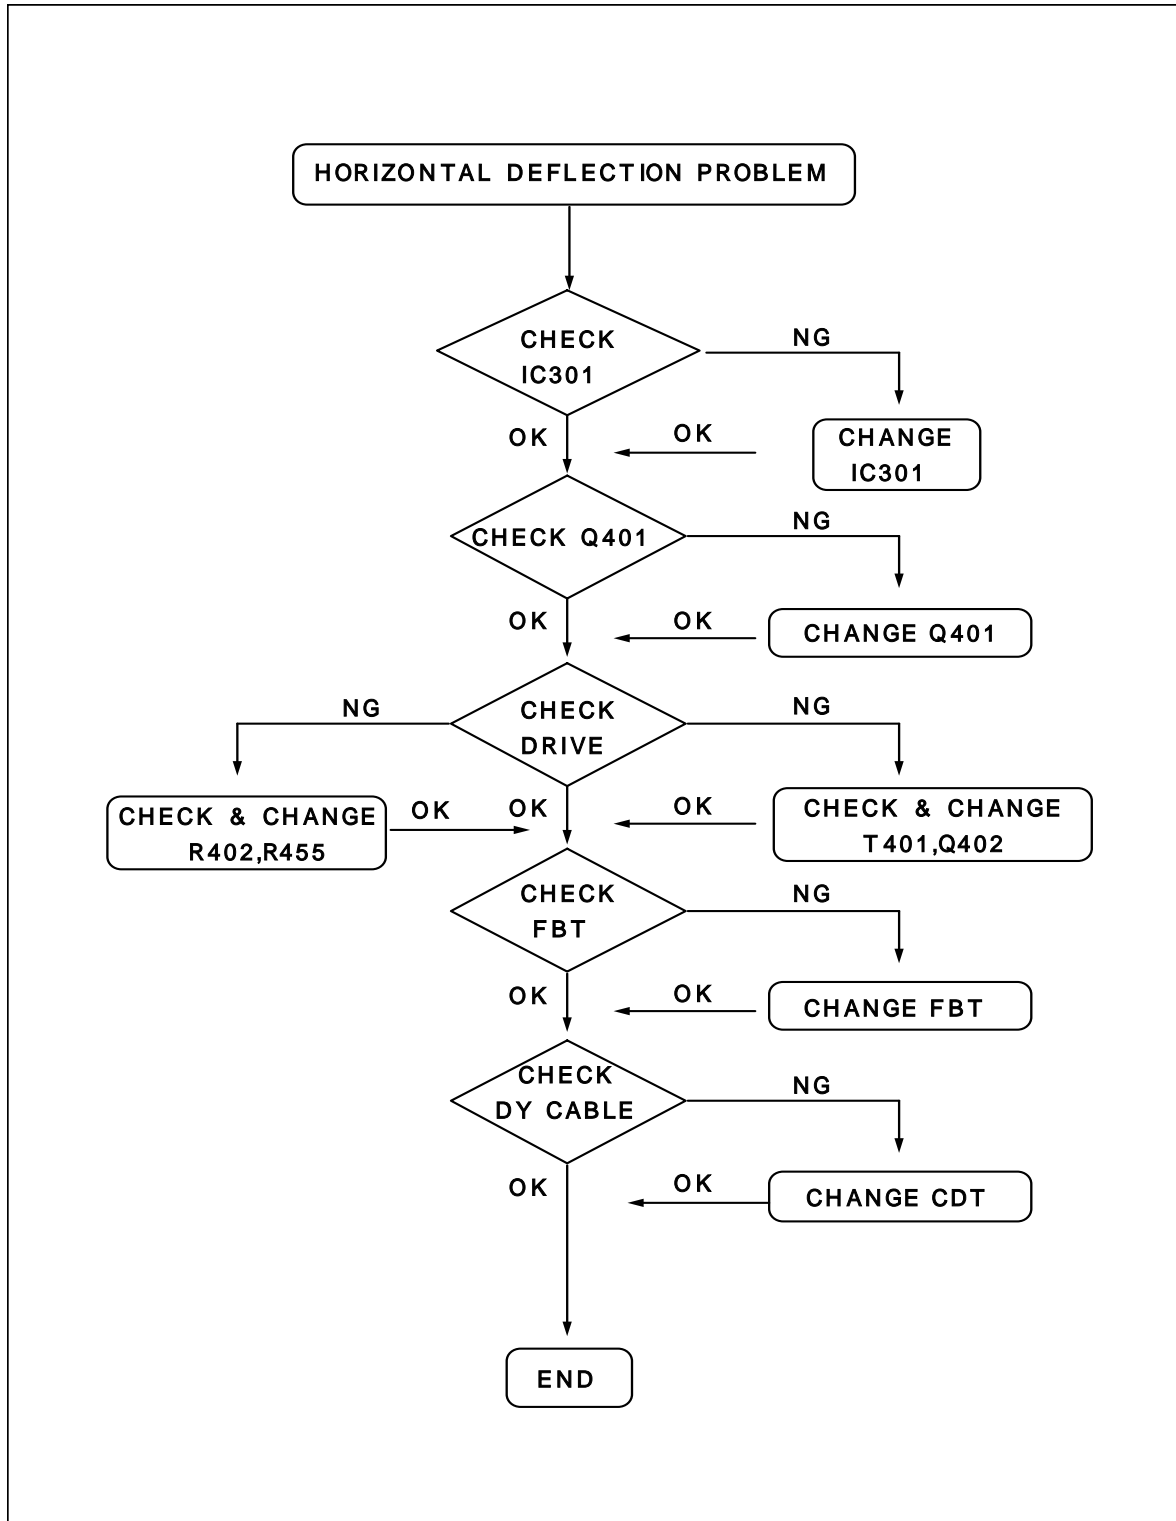 HORIZONTAL DEFLECTION PROBLEM
CHECK
IC301
NG
OK
OK
CHANGE
IC301
CHECK Q401
NG
OK
OK
CHANGE Q401
NG
CHECK
DRIVE
NG
CHECK & CHANGE
R402,R455
OK
OK
OK
CHECK & CHANGE
T401,Q402
CHECK
FBT
NG
OK
OK
CHANGE FBT
CHECK
DY CABLE
NG
OK
OK
CHANGE CDT
END